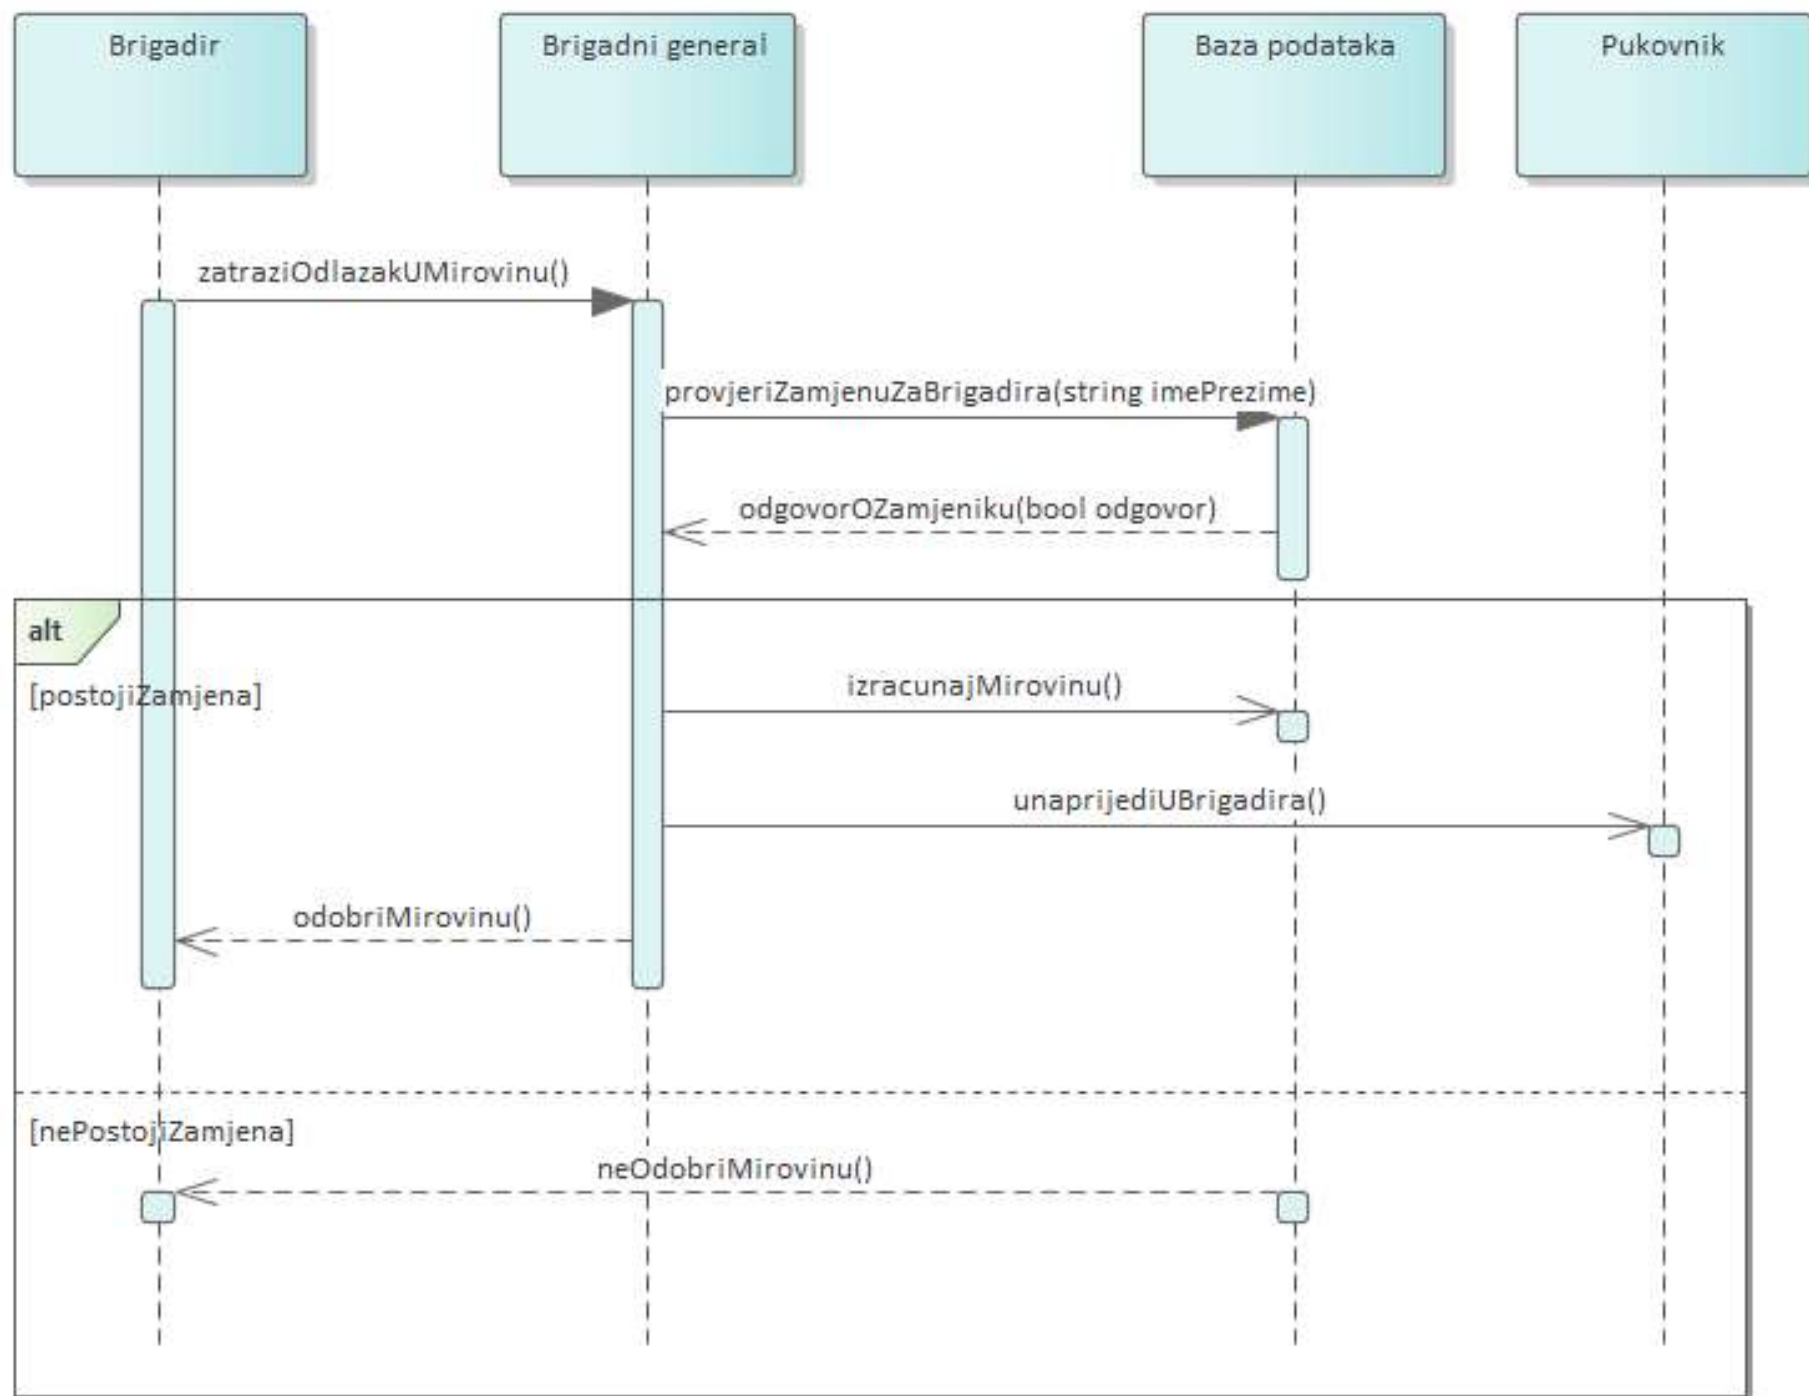 Brigadir
Brigadni general
Baza podataka
Pukovnik
zatraziOdlazakUMirovinu()
provjeriZamjenuZaBrigadira(string imePrezime)
odgovorOZamjeniku(bool odgovor)
alt
[postojiZamjena]
izracunajMirovinu()
unaprijediUBrigadira()
odobriMirovinu()
[nePostojiZamjena]
neOdobriMirovinu()